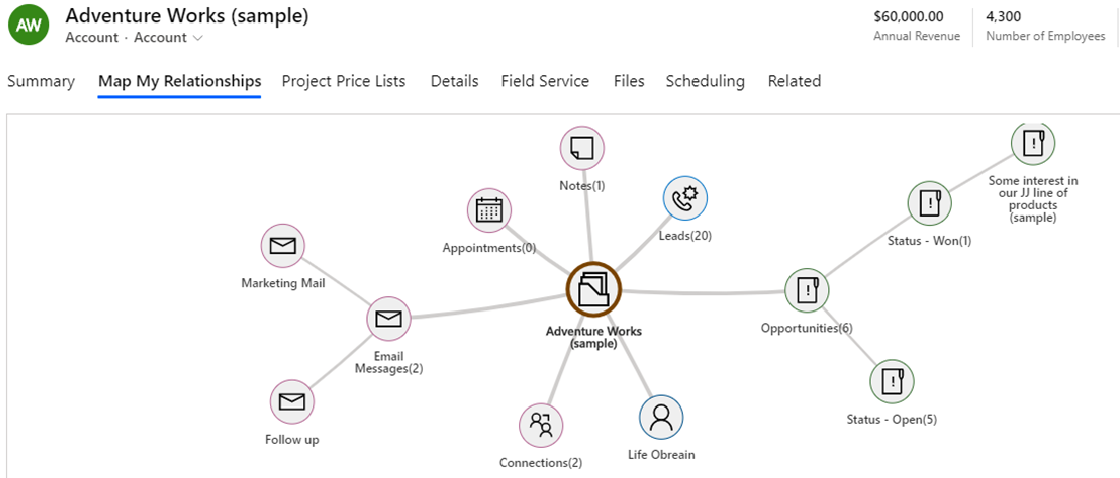 AW
Adventure Works (sample)
Account · Account
$60,000.00
Annual Revenue
4,300
Number of Employees
Summary
Map My Relationships
Project Price Lists
Details
Field Service
Files
Scheduling
Related
Notes(1)
Leads(20)
Appointments(0)
Marketing Mail
Email
Messages(2)
Follow up
Adventure Works
(sample)
Connections(2)
Life Obreain
Opportunities(6)
Status - Won(1)
Some interest in
our JJ line of
products
(sample)
Status - Open(5)